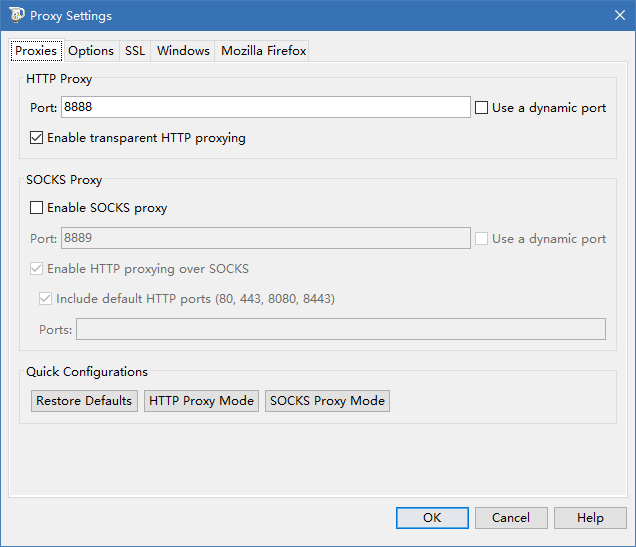 Proxy Settings
Proxies Options SSL Windows Mozilla Firefox
HTTP Proxy
Port: 8888 Use a dynamic port
Enable transparent HTTP proxying
SOCKS Proxy
Enable SOCKS proxy
Port: 8889 Use a dynamic port
Enable HTTP proxying over SOCKS
Include default HTTP ports (80, 443, 8080, 8443)
Ports:
Quick Configurations
Restore Defaults HTTP Proxy Mode SOCKS Proxy Mode
OK Cancel Help